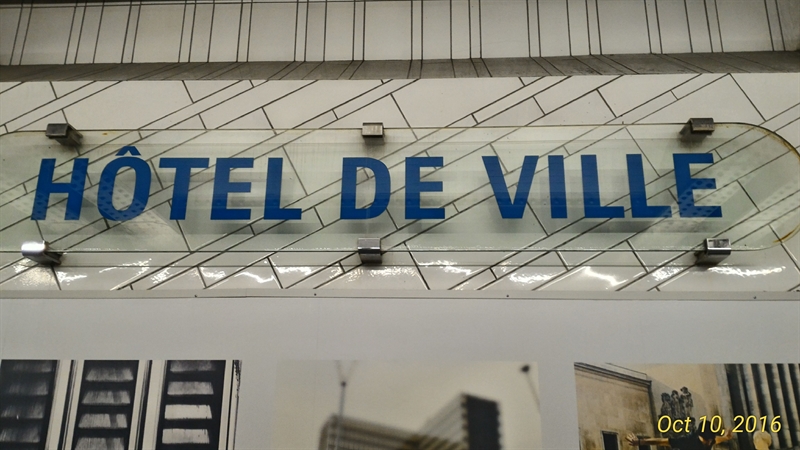 HÔTEL DE VILLE
Oct 10, 2016